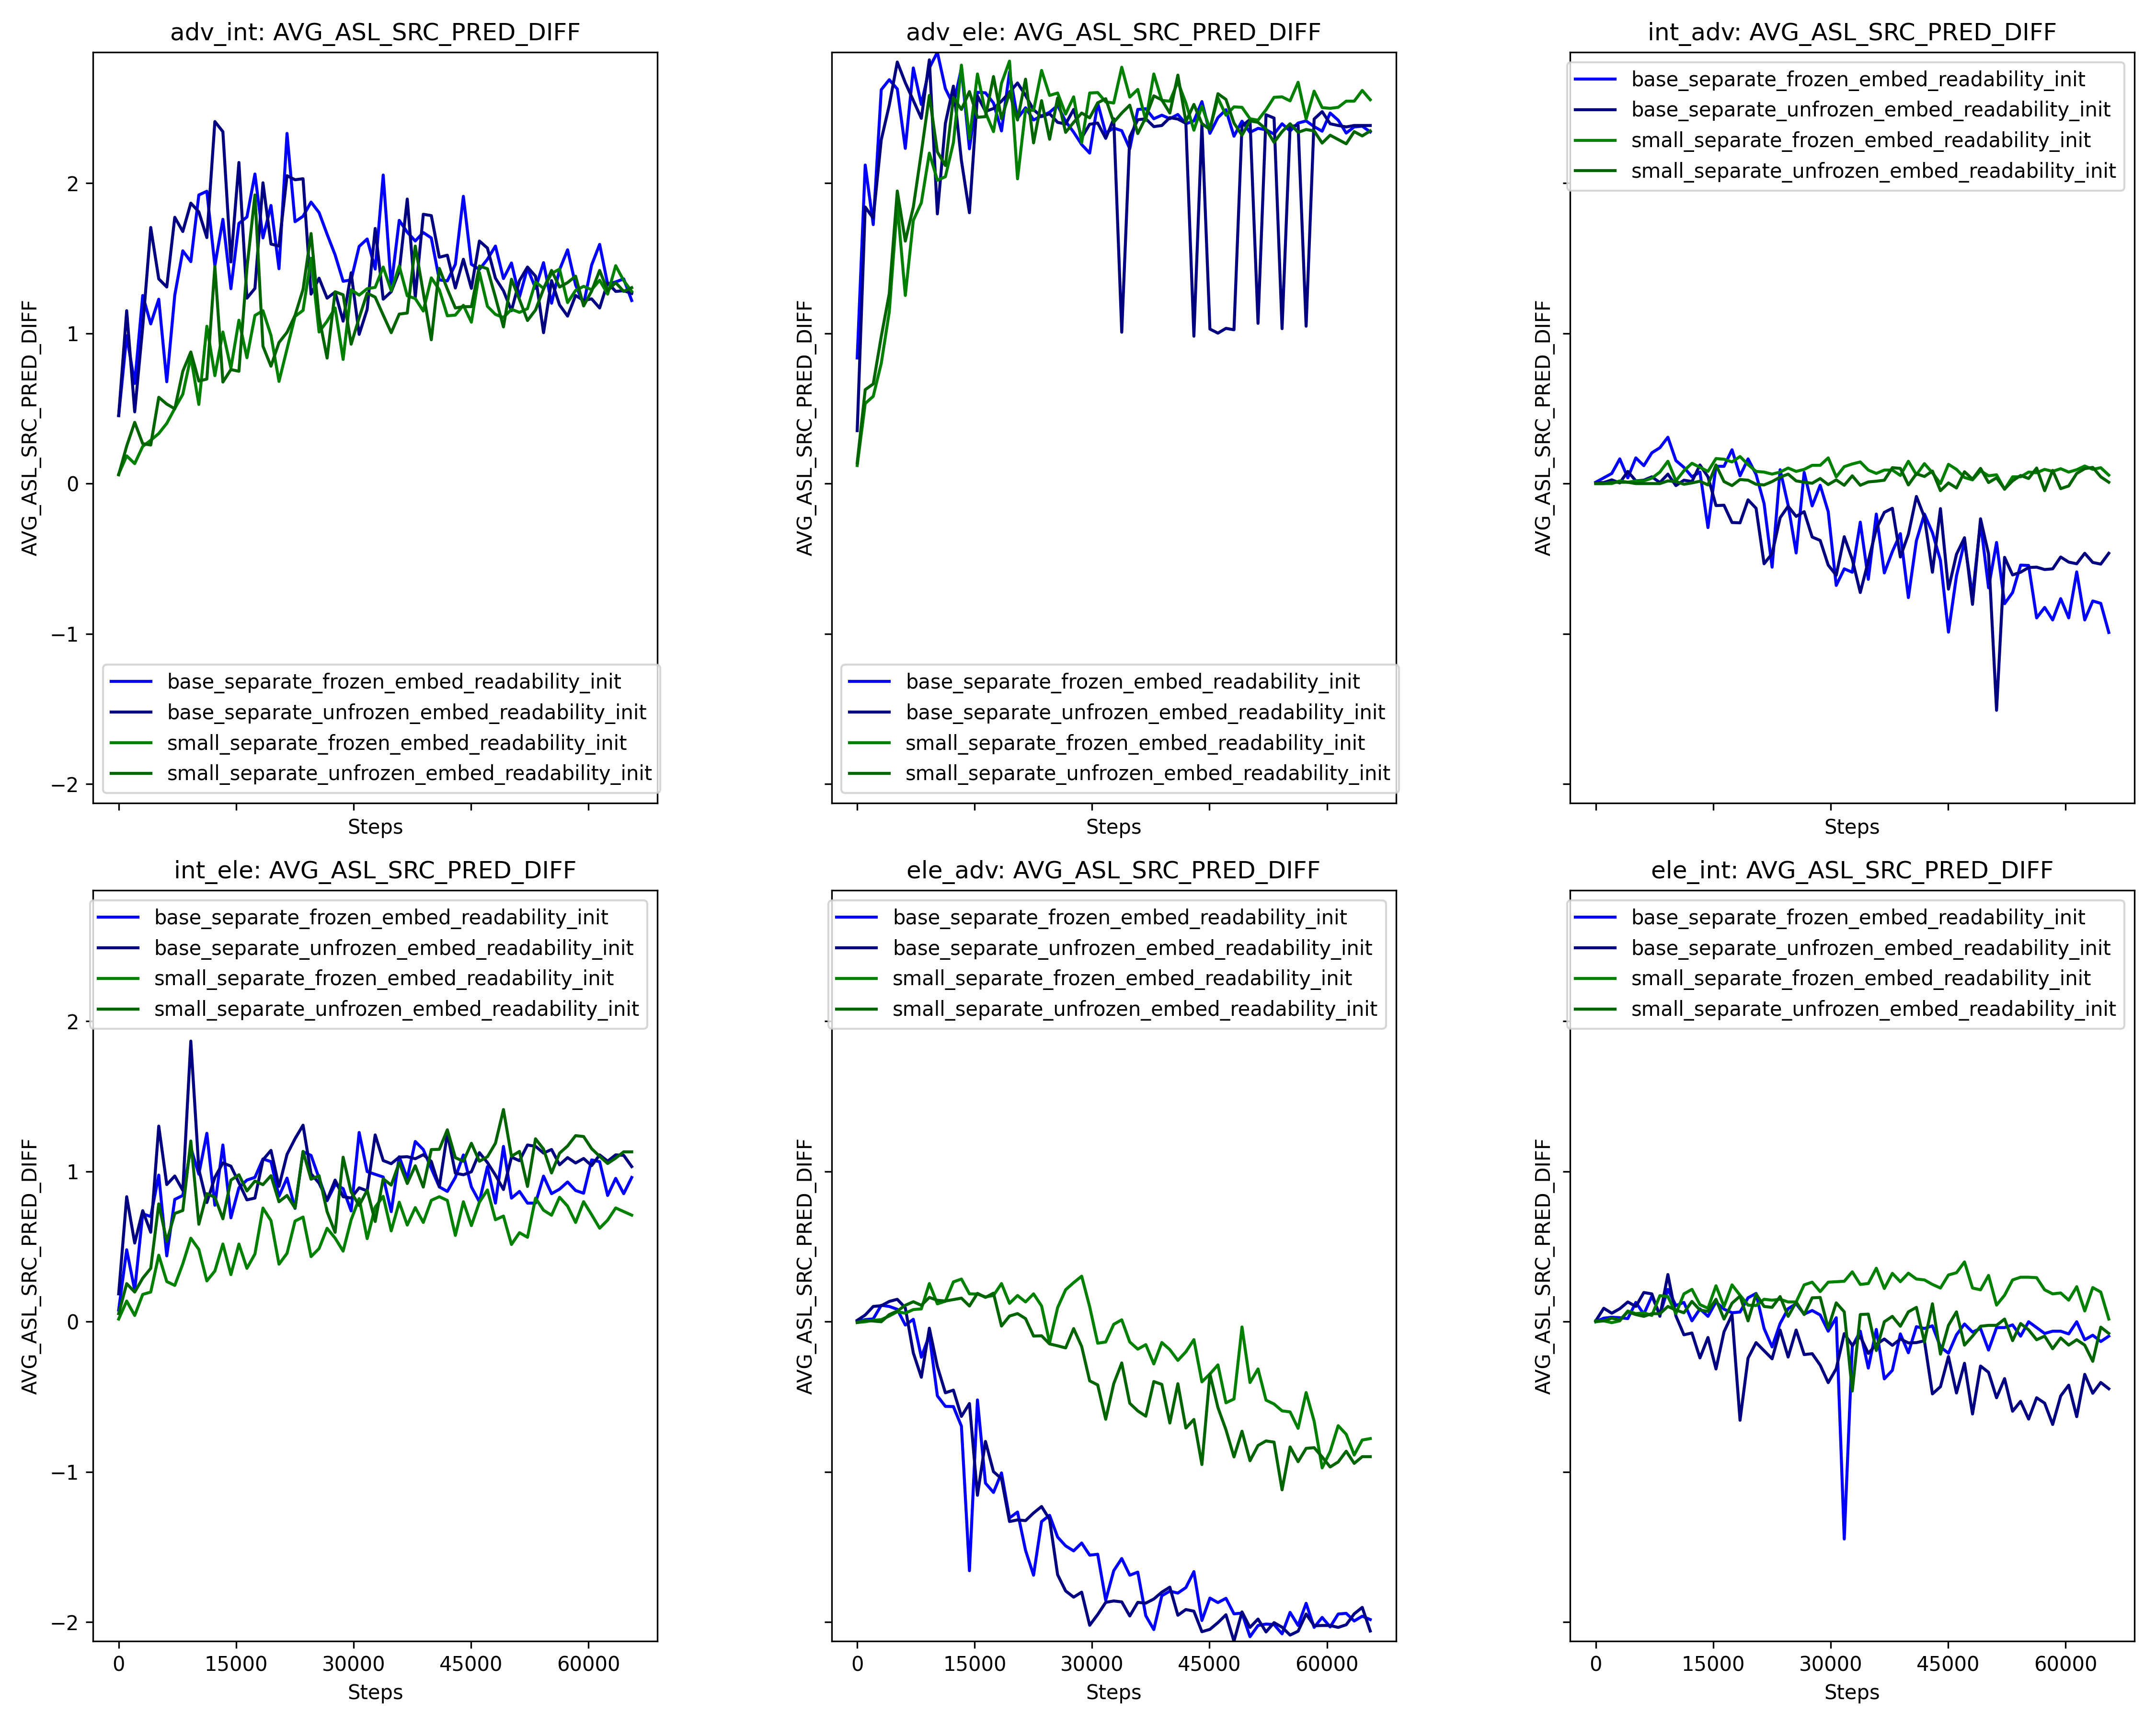 adv_int: AVG_ASL_SRC_PRED_DIFF
AVG_ASL_SRC_PRED_DIFF
2
1
0
−1
−2
base_separate_frozen_embed_readability_init
base_separate_unfrozen_embed_readability_init
small_separate_frozen_embed_readability_init
small_separate_unfrozen_embed_readability_init
Steps
adv_ele: AVG_ASL_SRC_PRED_DIFF
AVG_ASL_SRC_PRED_DIFF
base_separate_frozen_embed_readability_init
base_separate_unfrozen_embed_readability_init
small_separate_frozen_embed_readability_init
small_separate_unfrozen_embed_readability_init
Steps
int_adv: AVG_ASL_SRC_PRED_DIFF
AVG_ASL_SRC_PRED_DIFF
base_separate_frozen_embed_readability_init
base_separate_unfrozen_embed_readability_init
small_separate_frozen_embed_readability_init
small_separate_unfrozen_embed_readability_init
Steps
int_ele: AVG_ASL_SRC_PRED_DIFF
AVG_ASL_SRC_PRED_DIFF
base_separate_frozen_embed_readability_init
base_separate_unfrozen_embed_readability_init
small_separate_frozen_embed_readability_init
small_separate_unfrozen_embed_readability_init
2
1
0
−1
−2
0 15000 30000 45000 60000
Steps
ele_adv: AVG_ASL_SRC_PRED_DIFF
AVG_ASL_SRC_PRED_DIFF
base_separate_frozen_embed_readability_init
base_separate_unfrozen_embed_readability_init
small_separate_frozen_embed_readability_init
small_separate_unfrozen_embed_readability_init
0 15000 30000 45000 60000
Steps
ele_int: AVG_ASL_SRC_PRED_DIFF
AVG_ASL_SRC_PRED_DIFF
base_separate_frozen_embed_readability_init
base_separate_unfrozen_embed_readability_init
small_separate_frozen_embed_readability_init
small_separate_unfrozen_embed_readability_init
0 15000 30000 45000 60000
Steps